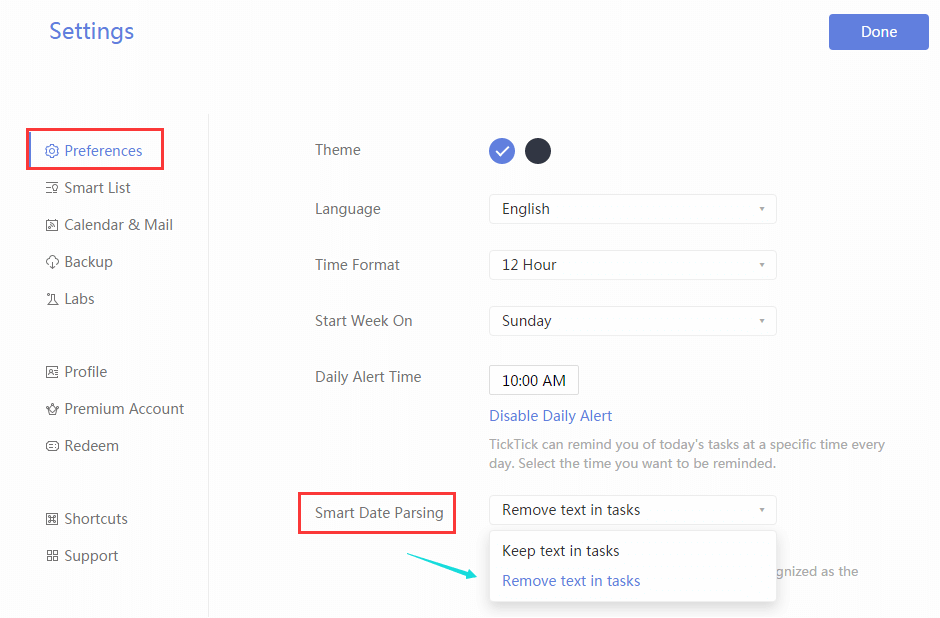 Settings
Done
Preferences
Smart List
Calendar & Mail
Backup
Labs
Profile
Premium Account
Redeem
Shortcuts
Support
Theme
Language
English
Time Format
12 Hour
Start Week On
Sunday
Daily Alert Time
10:00 AM
Disable Daily Alert
TickTick can remind you of today's tasks at a specific time every
day. Select the time you want to be reminded.
Smart Date Parsing
Remove text in tasks
Keep text in tasks
Remove text in tasks
as the